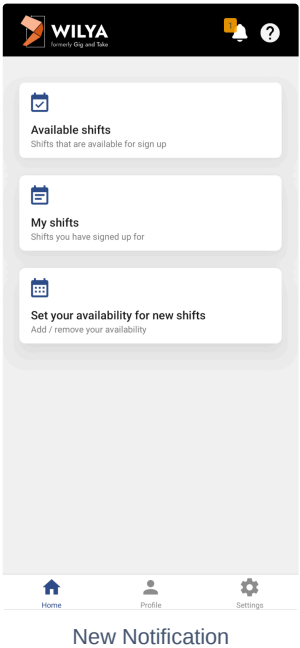 WILYA
formerly Gig and Take
1
?
Available shifts
Shifts that are available for sign up
My shifts
Shifts you have signed up for
Set your availability for new shifts
Add / remove your availability
Home
Profile
Settings
New Notification